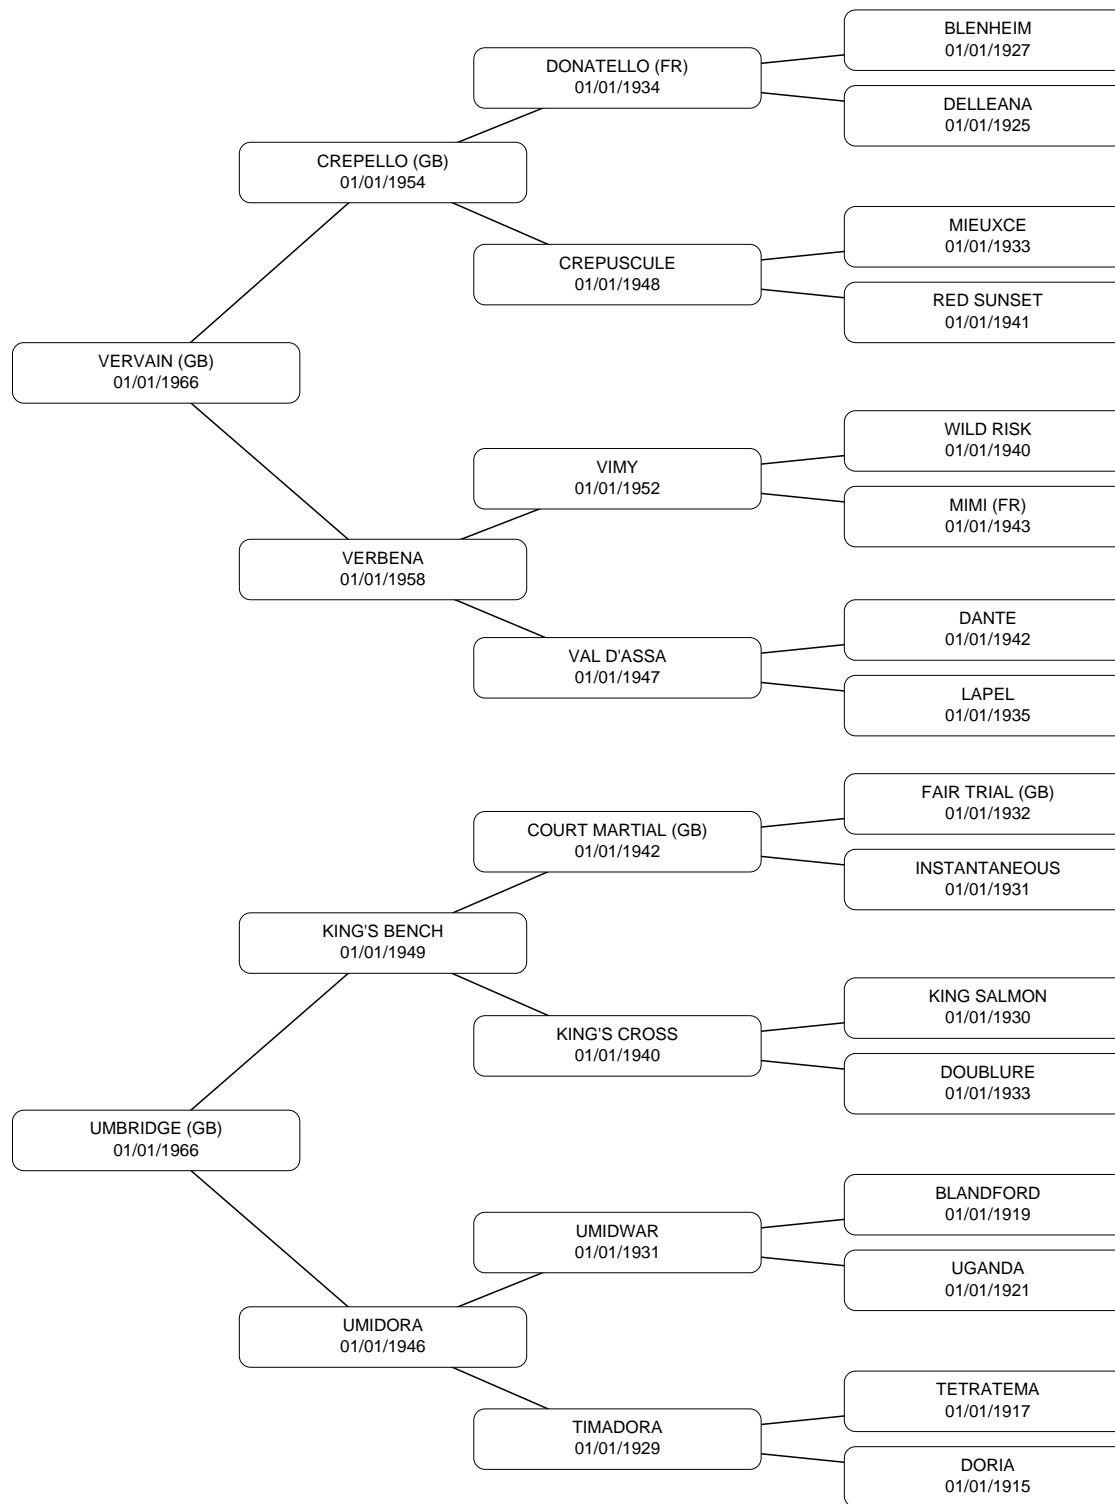 BLENHEIM
01/01/1927
DONATELLO (FR)
01/01/1934
DELLEANA
01/01/1925
CREPELLO (GB)
01/01/1954
MIEUXCE
01/01/1933
CREPUSCULE
01/01/1948
RED SUNSET
01/01/1941
VERVAIN (GB)
01/01/1966
WILD RISK
01/01/1940
VIMY
01/01/1952
MIMI (FR)
01/01/1943
VERBENA
01/01/1958
DANTE
01/01/1942
VAL D'ASSA
01/01/1947
LAPEL
01/01/1935
FAIR TRIAL (GB)
01/01/1932
COURT MARTIAL (GB)
01/01/1942
INSTANTANEOUS
01/01/1931
KING'S BENCH
01/01/1949
KING SALMON
01/01/1930
KING'S CROSS
01/01/1940
DOUBLURE
01/01/1933
UMBRIDGE (GB)
01/01/1966
BLANDFORD
01/01/1919
UMIDWAR
01/01/1931
UGANDA
01/01/1921
UMIDORA
01/01/1946
TETRATEMA
01/01/1917
TIMADORA
01/01/1929
DORIA
01/01/1915